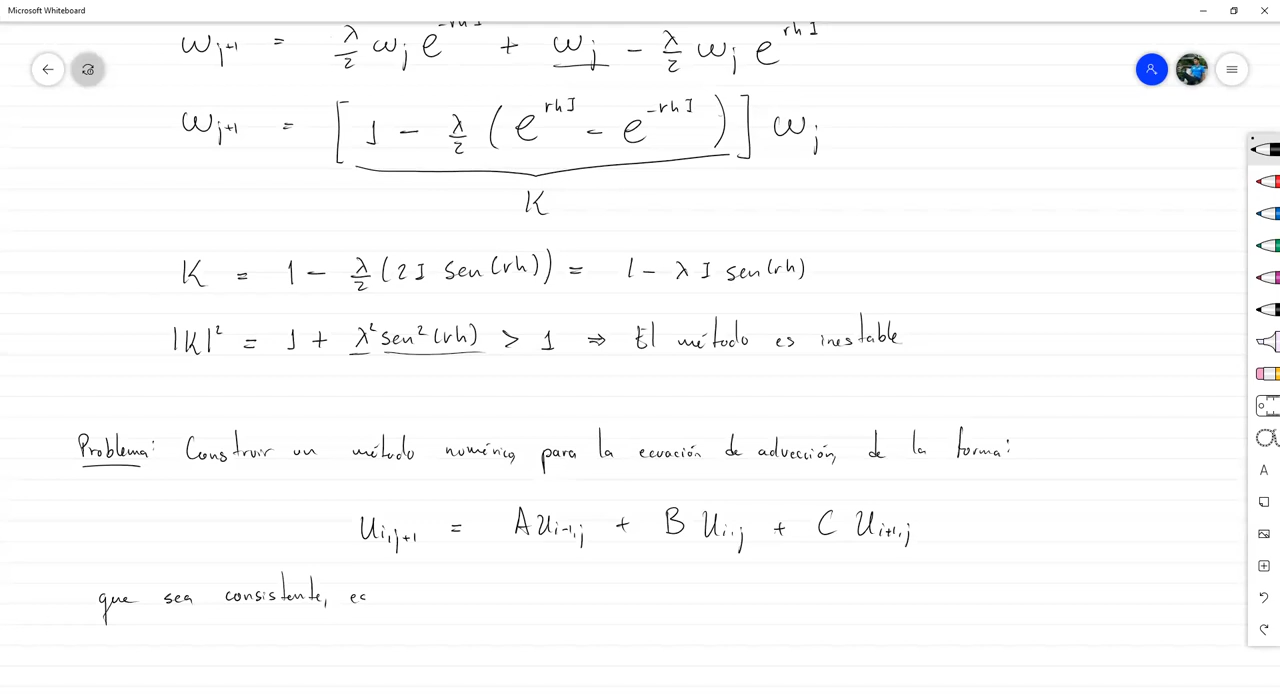 Microsoft Whiteboard
ω_{j+1} = λ/2 ω_j e^{-rhI} + ω_j - λ/2 ω_j e^{rhI}
ω_{j+1} = [1 - λ/2 (e^{rhI} - e^{-rhI})] ω_j
K
K = 1 - λ/2 (2I sen(rh)) = 1 - λ I sen(rh)
|K|² = 1 + λ² sen²(rh) > 1 ⇒ El método es inestable
Problema: Construir un método numérico para la ecuación de advección, de la forma:
u_{i,j+1} = A u_{i-1,j} + B u_{i,j} + C u_{i+1,j}
que sea consistente, es
A